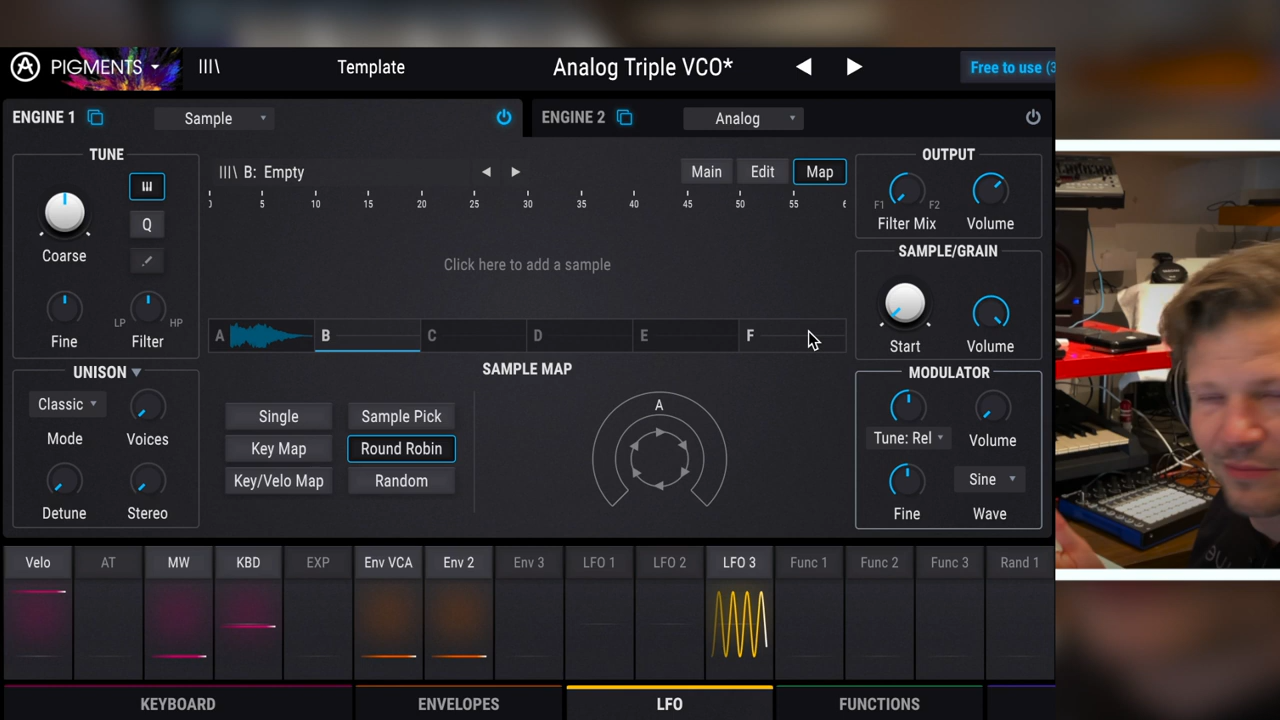 PIGMENTS
Template
Analog Triple VCO*
Free to use (3
ENGINE 1
Sample
ENGINE 2
Analog
TUNE
Coarse
Q
Fine
LP
HP
Filter
B: Empty
Main
Edit
Map
0 5 10 15 20 25 30 35 40 45 50 55 6
Click here to add a sample
A
B
C
D
E
F
OUTPUT
F1
F2
Filter Mix
Volume
SAMPLE/GRAIN
Start
Volume
UNISON
Classic
Mode
Voices
Detune
Stereo
SAMPLE MAP
Single
Sample Pick
Key Map
Round Robin
Key/Velo Map
Random
A
MODULATOR
Tune: Rel
Volume
Fine
Sine
Wave
Velo
AT
MW
KBD
EXP
Env VCA
Env 2
Env 3
LFO 1
LFO 2
LFO 3
Func 1
Func 2
Func 3
Rand 1
KEYBOARD
ENVELOPES
LFO
FUNCTIONS